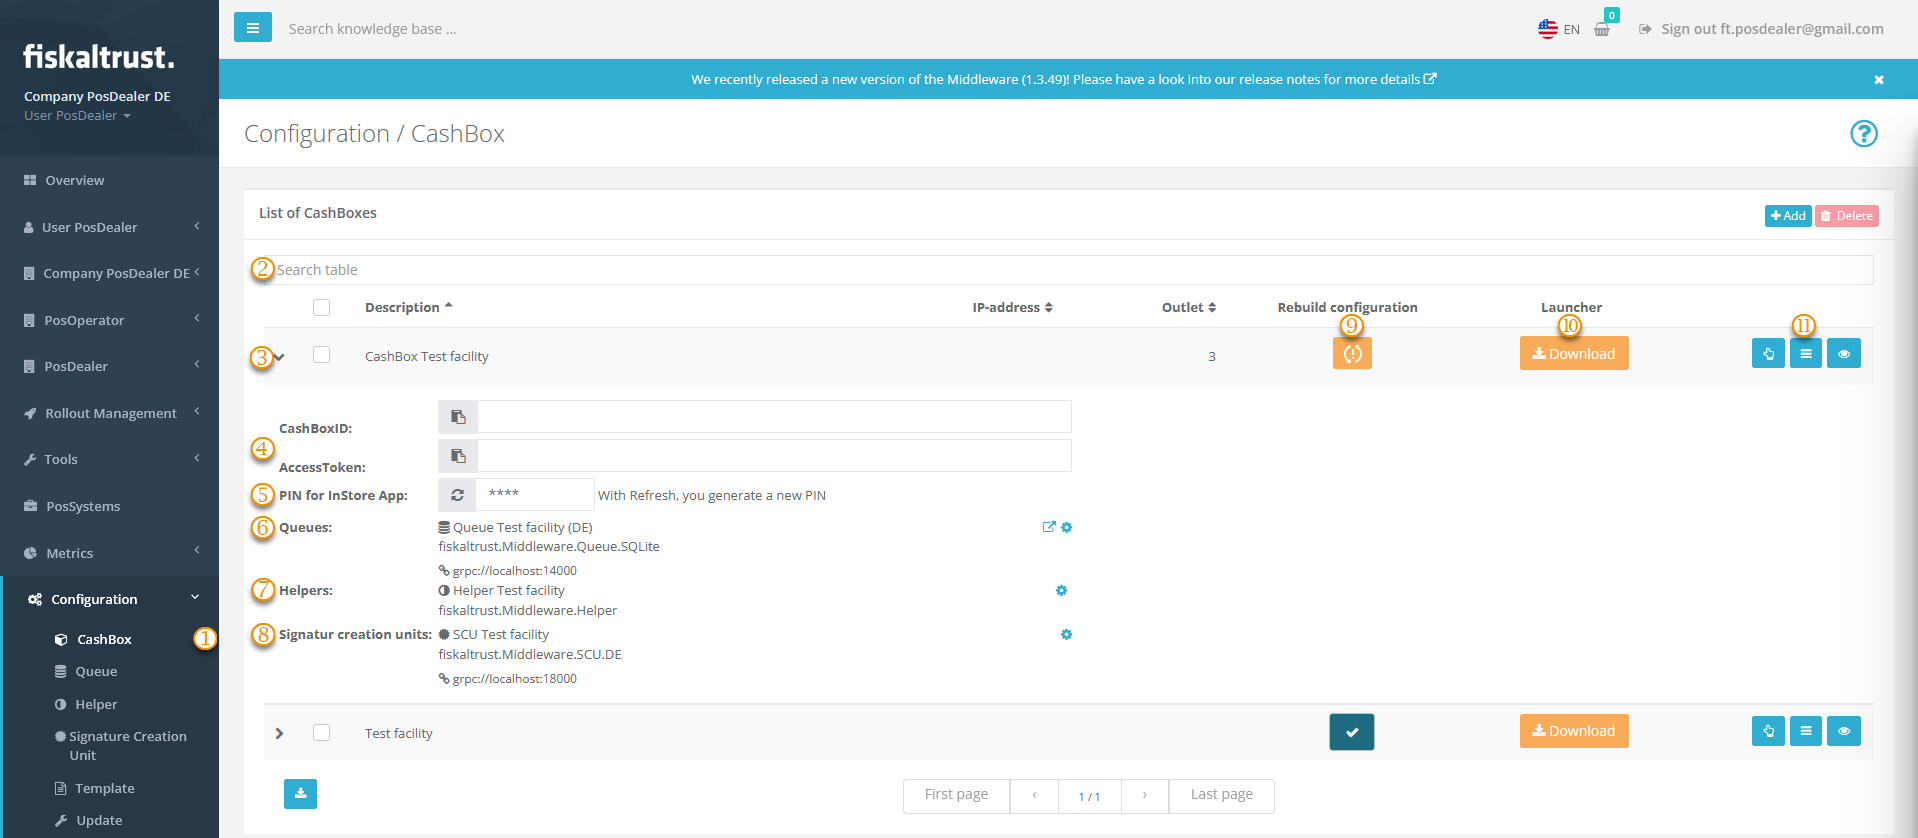 Search knowledge base ...
EN
0
Sign out ft.posdealer@gmail.com
fiskaltrust.
Company PosDealer DE
User PosDealer
We recently released a new version of the Middleware (1.3.49)! Please have a look into our release notes for more details
Configuration / CashBox
Overview
User PosDealer
Company PosDealer DE
PosOperator
PosDealer
Rollout Management
Tools
PosSystems
Metrics
Configuration
CashBox 1
Queue
Helper
Signature Creation
Unit
Template
Update
List of CashBoxes
Add Delete
2 Search table
Description IP-address Outlet Rebuild configuration Launcher
9 10 11
3 CashBox Test facility 3 Download
CashBoxID:
4
AccessToken:
5 PIN for InStore App: **** With Refresh, you generate a new PIN
6 Queues: Queue Test facility (DE)
fiskaltrust.Middleware.Queue.SQLite
grpc://localhost:14000
7 Helpers: Helper Test facility
fiskaltrust.Middleware.Helper
8 Signatur creation units: SCU Test facility
fiskaltrust.Middleware.SCU.DE.
grpc://localhost:18000
Test facility Download
First page ‹ 1 / 1 › Last page